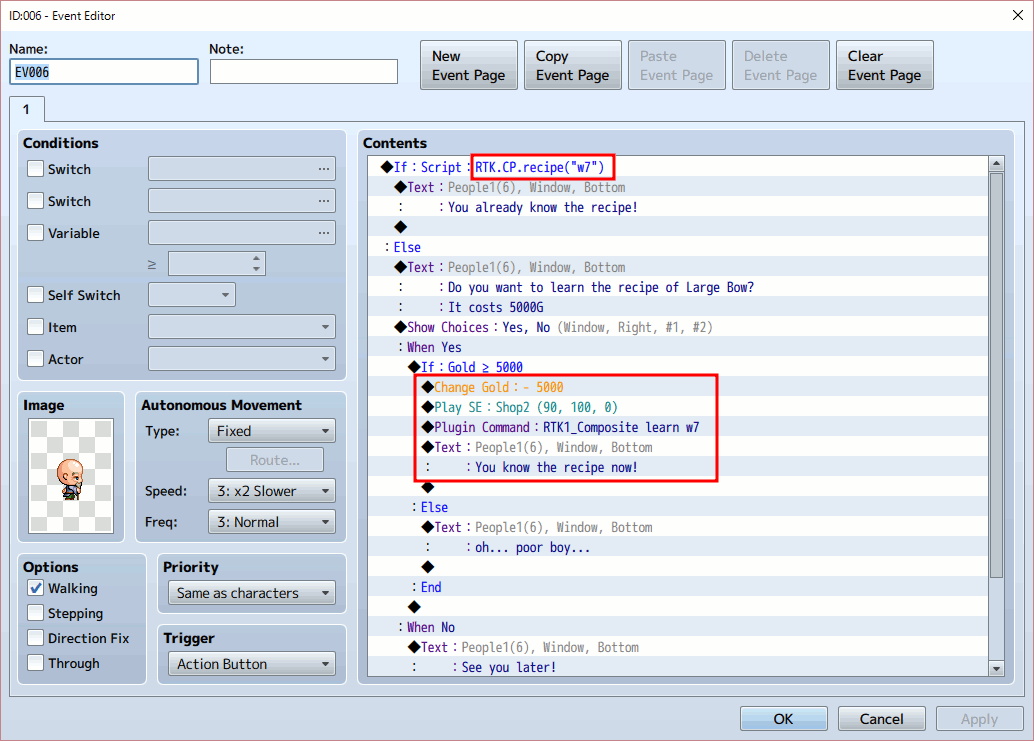 ID:006 - Event Editor
Name:
Note:
EV006
New
Event Page
Copy
Event Page
Paste
Event Page
Delete
Event Page
Clear
Event Page
1
Conditions
Switch
...
Switch
...
Variable
...
≥
Self Switch
Item
Actor
Image
Autonomous Movement
Type:
Fixed
Route...
Speed:
3: x2 Slower
Freq:
3: Normal
Options
Walking
Stepping
Direction Fix
Through
Priority
Same as characters
Trigger
Action Button
Contents
◆If : Script : RTK.CP.recipe("w7")
◆Text : People1(6), Window, Bottom
: : You already know the recipe!
◆
: Else
◆Text : People1(6), Window, Bottom
: : Do you want to learn the recipe of Large Bow?
: : It costs 5000G
◆Show Choices : Yes, No (Window, Right, #1, #2)
: When Yes
◆If : Gold ≥ 5000
◆Change Gold : - 5000
◆Play SE : Shop2 (90, 100, 0)
◆Plugin Command : RTK1_Composite learn w7
◆Text : People1(6), Window, Bottom
: : You know the recipe now!
◆
: Else
◆Text : People1(6), Window, Bottom
: : oh... poor boy...
◆
: End
◆
: When No
◆Text : People1(6), Window, Bottom
: : See you later!
OK
Cancel
Apply